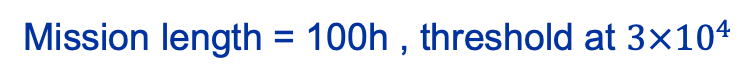 Mission length = 100h , threshold at 3×10⁴